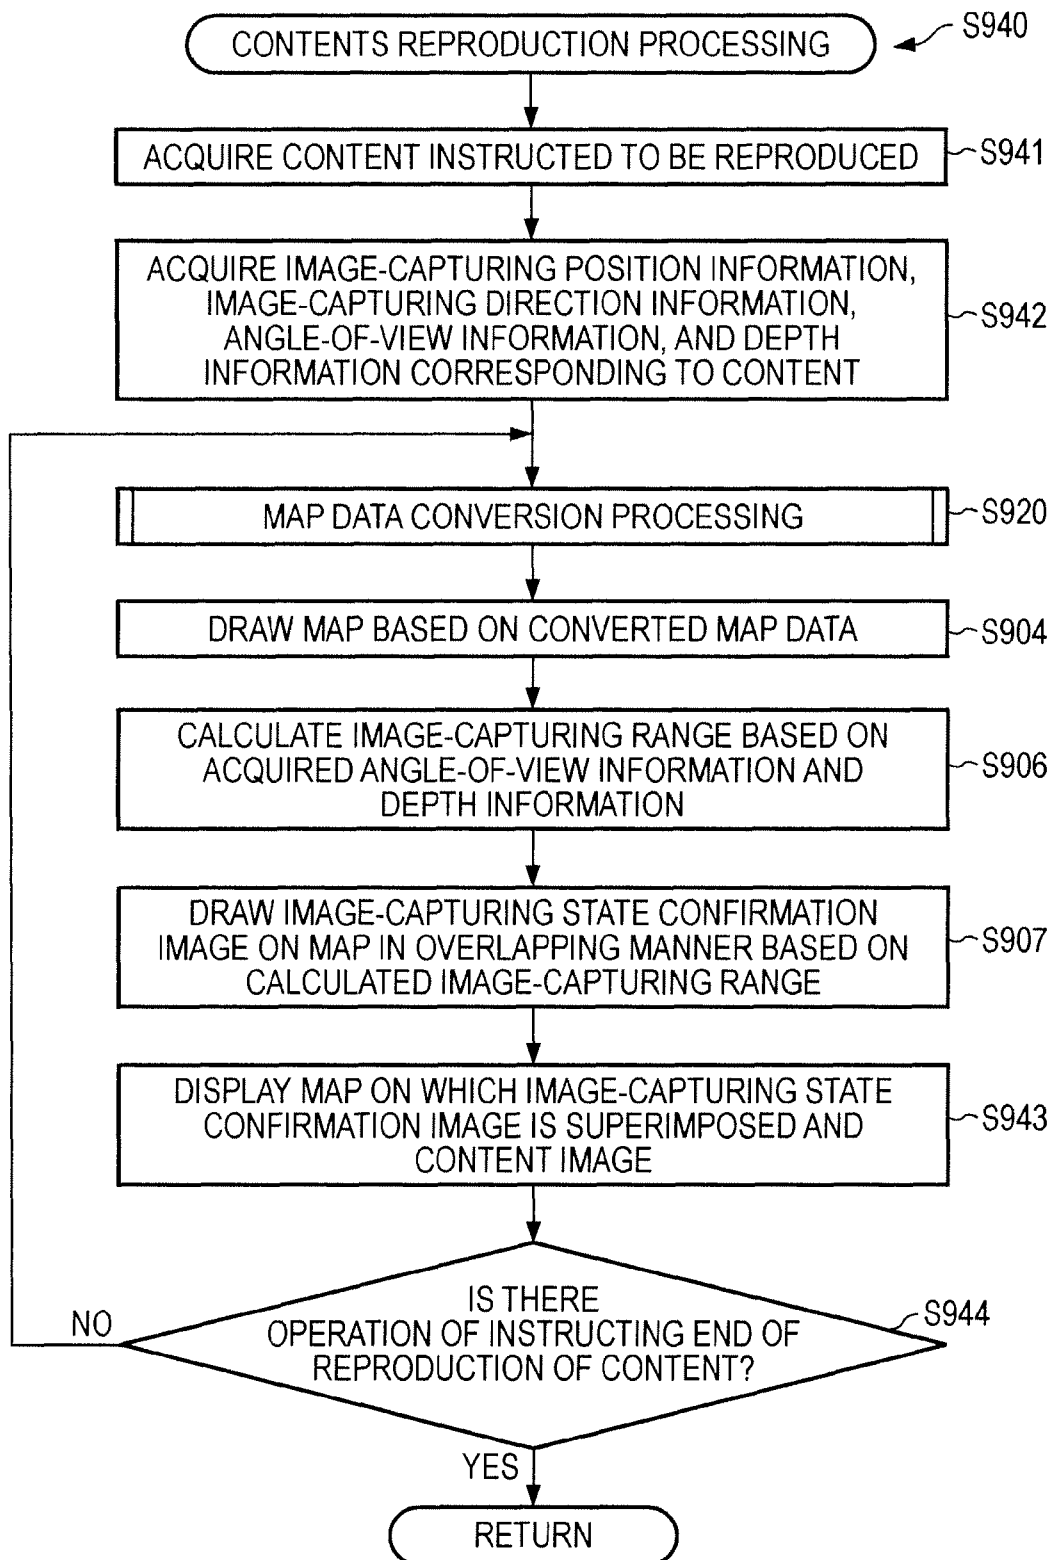 CONTENTS REPRODUCTION PROCESSING
S940
ACQUIRE CONTENT INSTRUCTED TO BE REPRODUCED
S941
ACQUIRE IMAGE-CAPTURING POSITION INFORMATION,
IMAGE-CAPTURING DIRECTION INFORMATION,
ANGLE-OF-VIEW INFORMATION, AND DEPTH
INFORMATION CORRESPONDING TO CONTENT
S942
MAP DATA CONVERSION PROCESSING
S920
DRAW MAP BASED ON CONVERTED MAP DATA
S904
CALCULATE IMAGE-CAPTURING RANGE BASED ON
ACQUIRED ANGLE-OF-VIEW INFORMATION AND
DEPTH INFORMATION
S906
DRAW IMAGE-CAPTURING STATE CONFIRMATION
IMAGE ON MAP IN OVERLAPPING MANNER BASED ON
CALCULATED IMAGE-CAPTURING RANGE
S907
DISPLAY MAP ON WHICH IMAGE-CAPTURING STATE
CONFIRMATION IMAGE IS SUPERIMPOSED AND
CONTENT IMAGE
S943
IS THERE
OPERATION OF INSTRUCTING END OF
REPRODUCTION OF CONTENT?
S944
NO
YES
RETURN